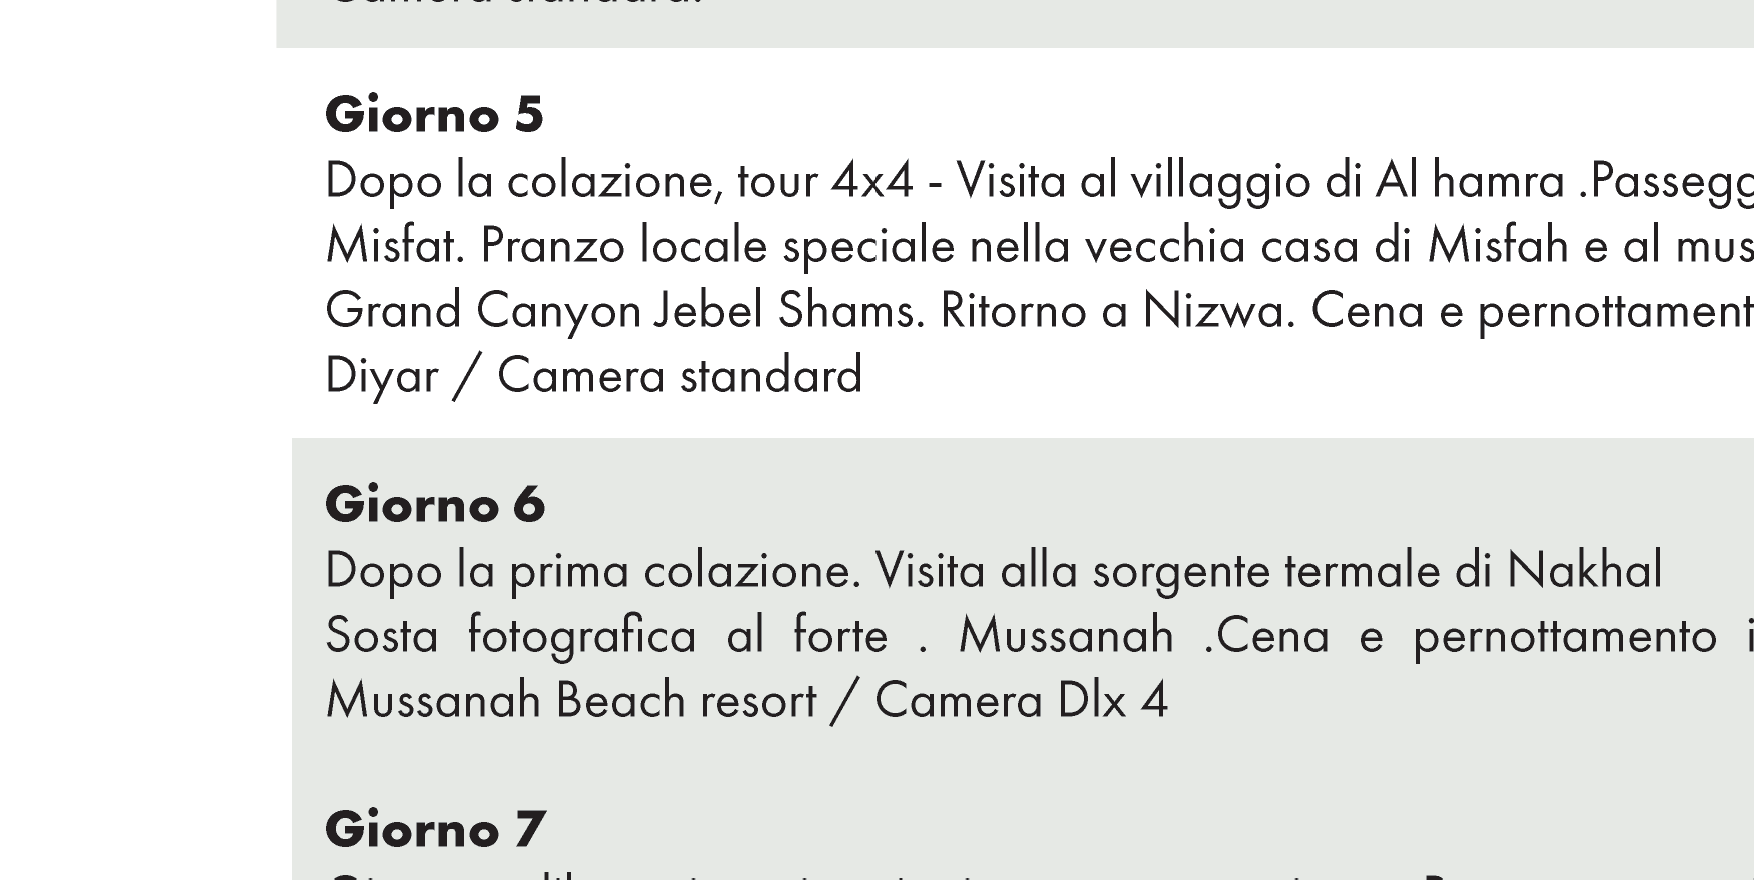 Camera standard.
Giorno 5
Dopo la colazione, tour 4x4 - Visita al villaggio di Al hamra .Passegg
Misfat. Pranzo locale speciale nella vecchia casa di Misfah e al mus
Grand Canyon Jebel Shams. Ritorno a Nizwa. Cena e pernottament
Diyar / Camera standard
Giorno 6
Dopo la prima colazione. Visita alla sorgente termale di Nakhal
Sosta fotografica al forte . Mussanah .Cena e pernottamento i
Mussanah Beach resort / Camera Dlx 4
Giorno 7